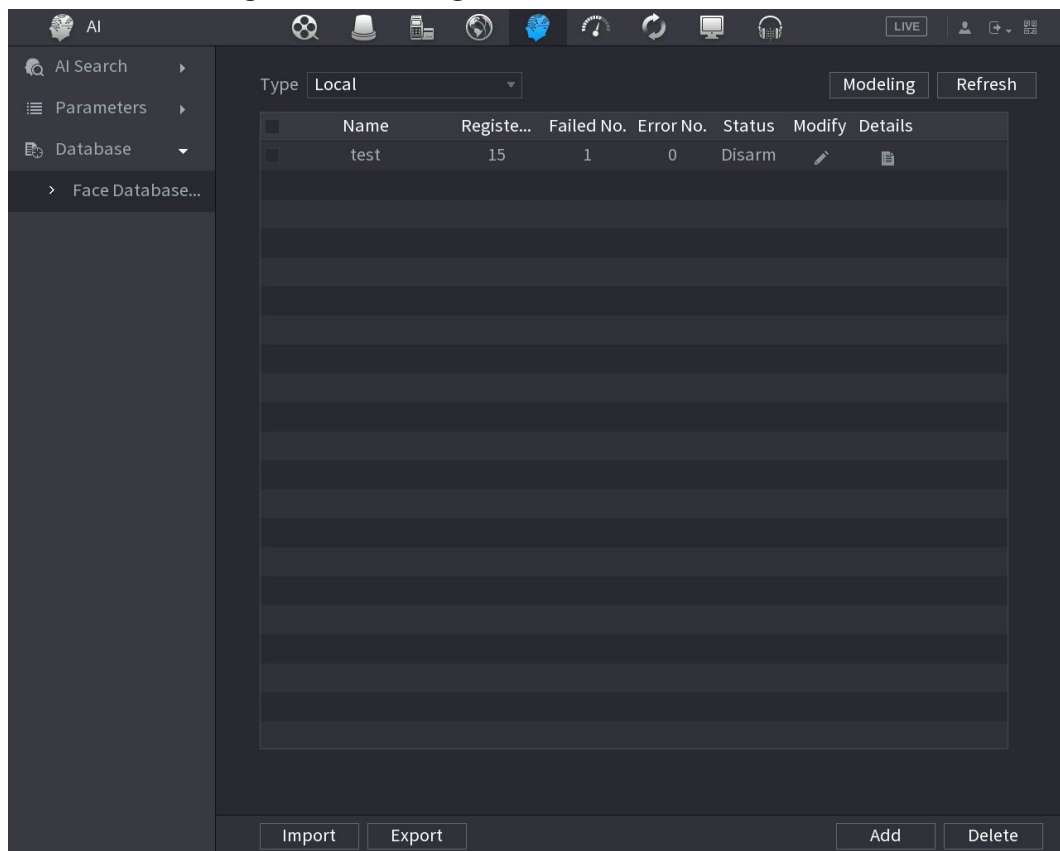 AI
LIVE
AI Search
Parameters
Database
Face Database...
Type Local
Modeling
Refresh
Name Registe... Failed No. Error No. Status Modify Details
test 15 1 0 Disarm
Import
Export
Add
Delete